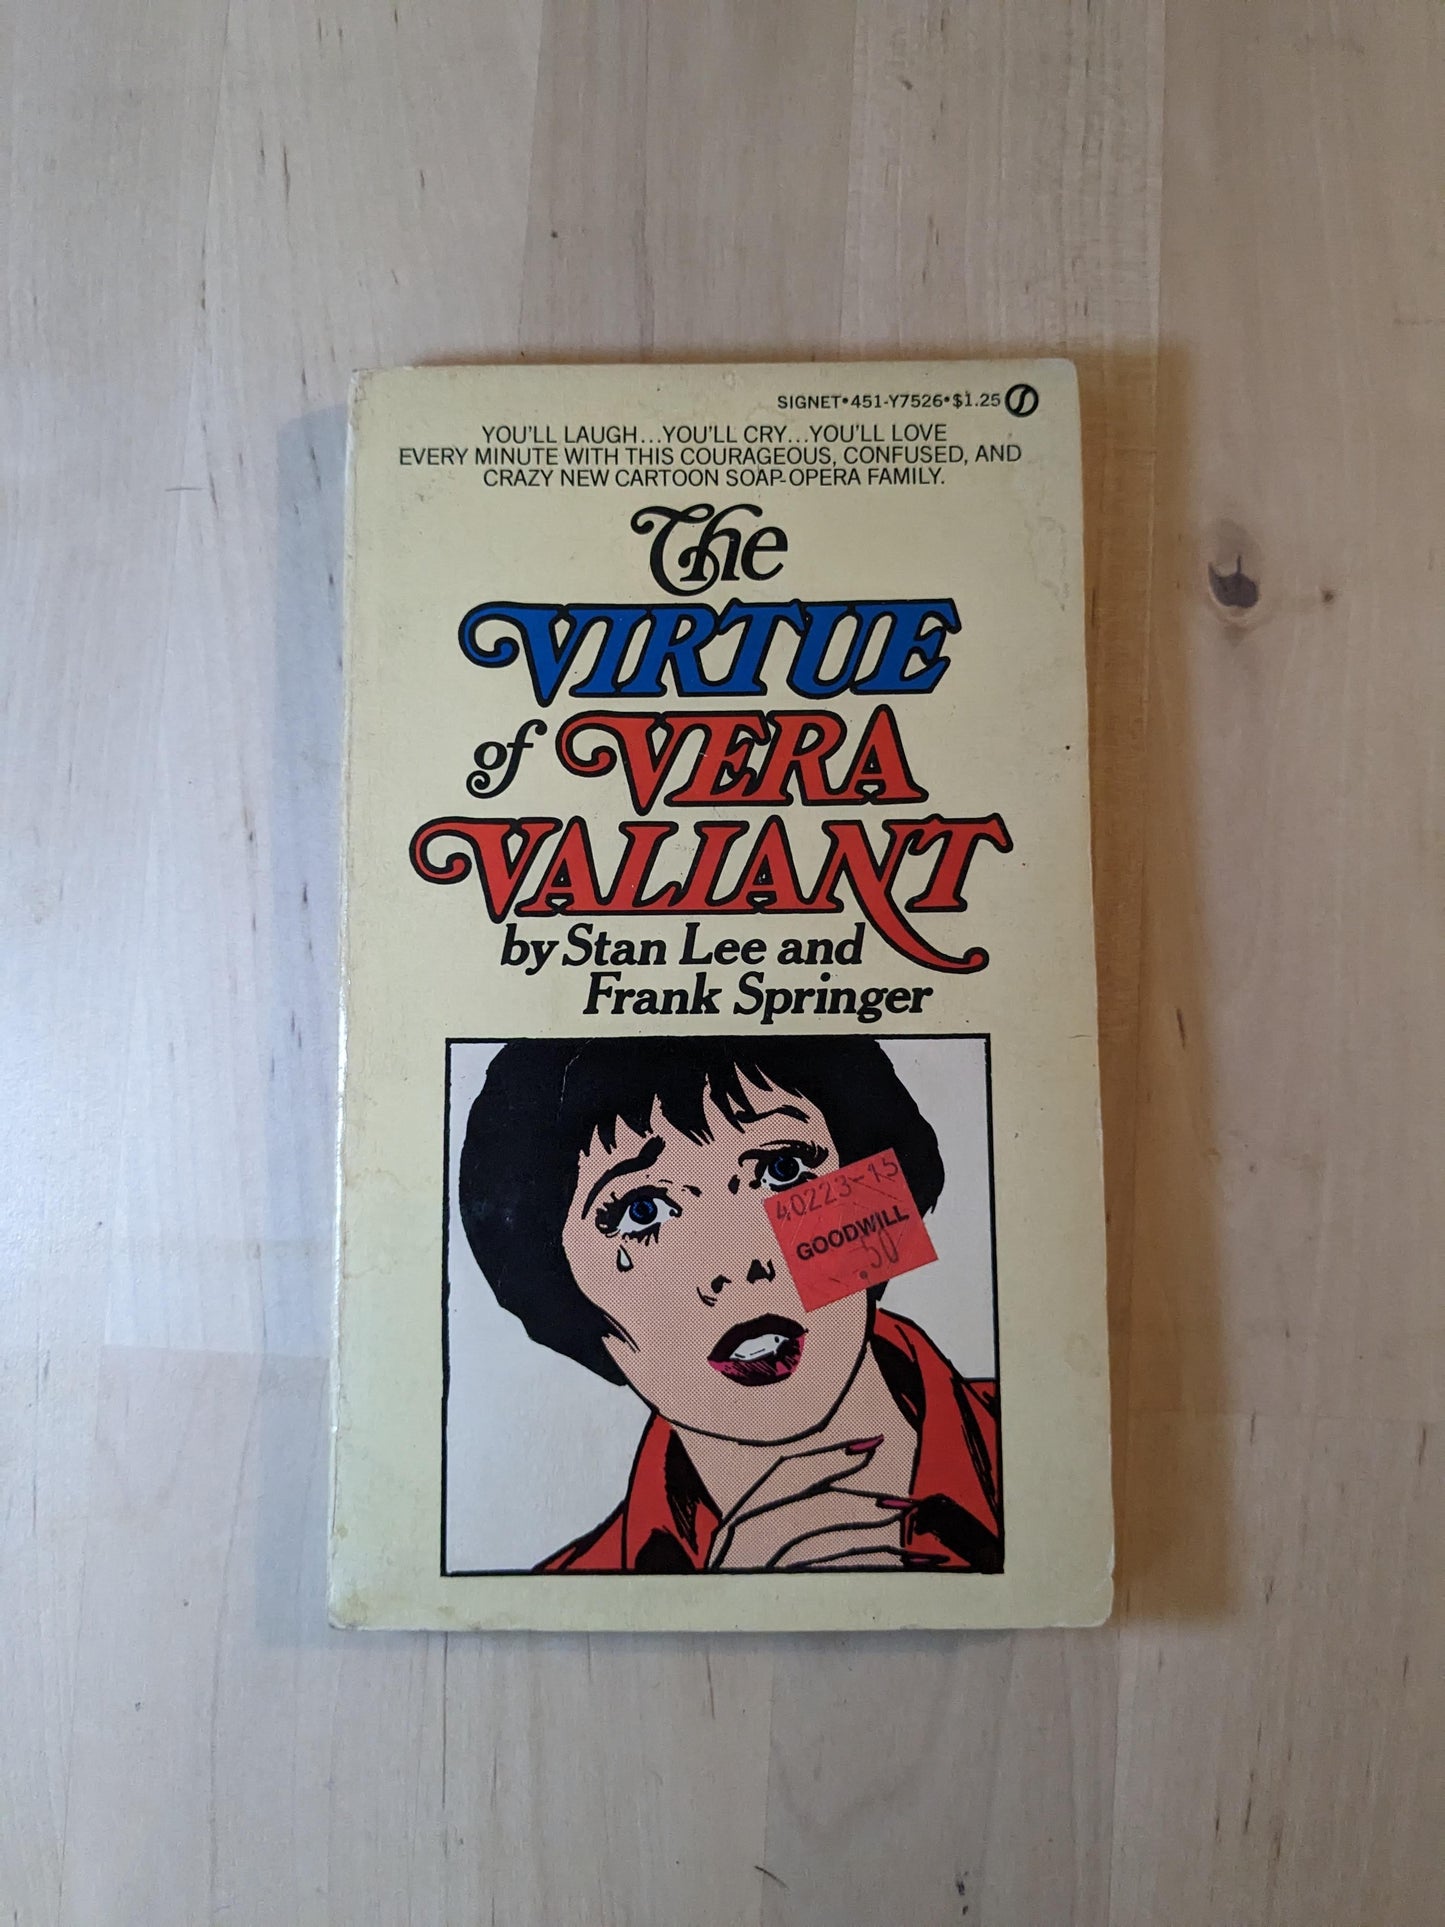 SIGNET•451-Y7526•$1.25
YOU'LL LAUGH...YOU'LL CRY...YOU'LL LOVE
EVERY MINUTE WITH THIS COURAGEOUS, CONFUSED, AND
CRAZY NEW CARTOON SOAP-OPERA FAMILY.
The
VIRTUE
of VERA
VALIANT
by Stan Lee and
Frank Springer
40223-15
GOODWILL
.50